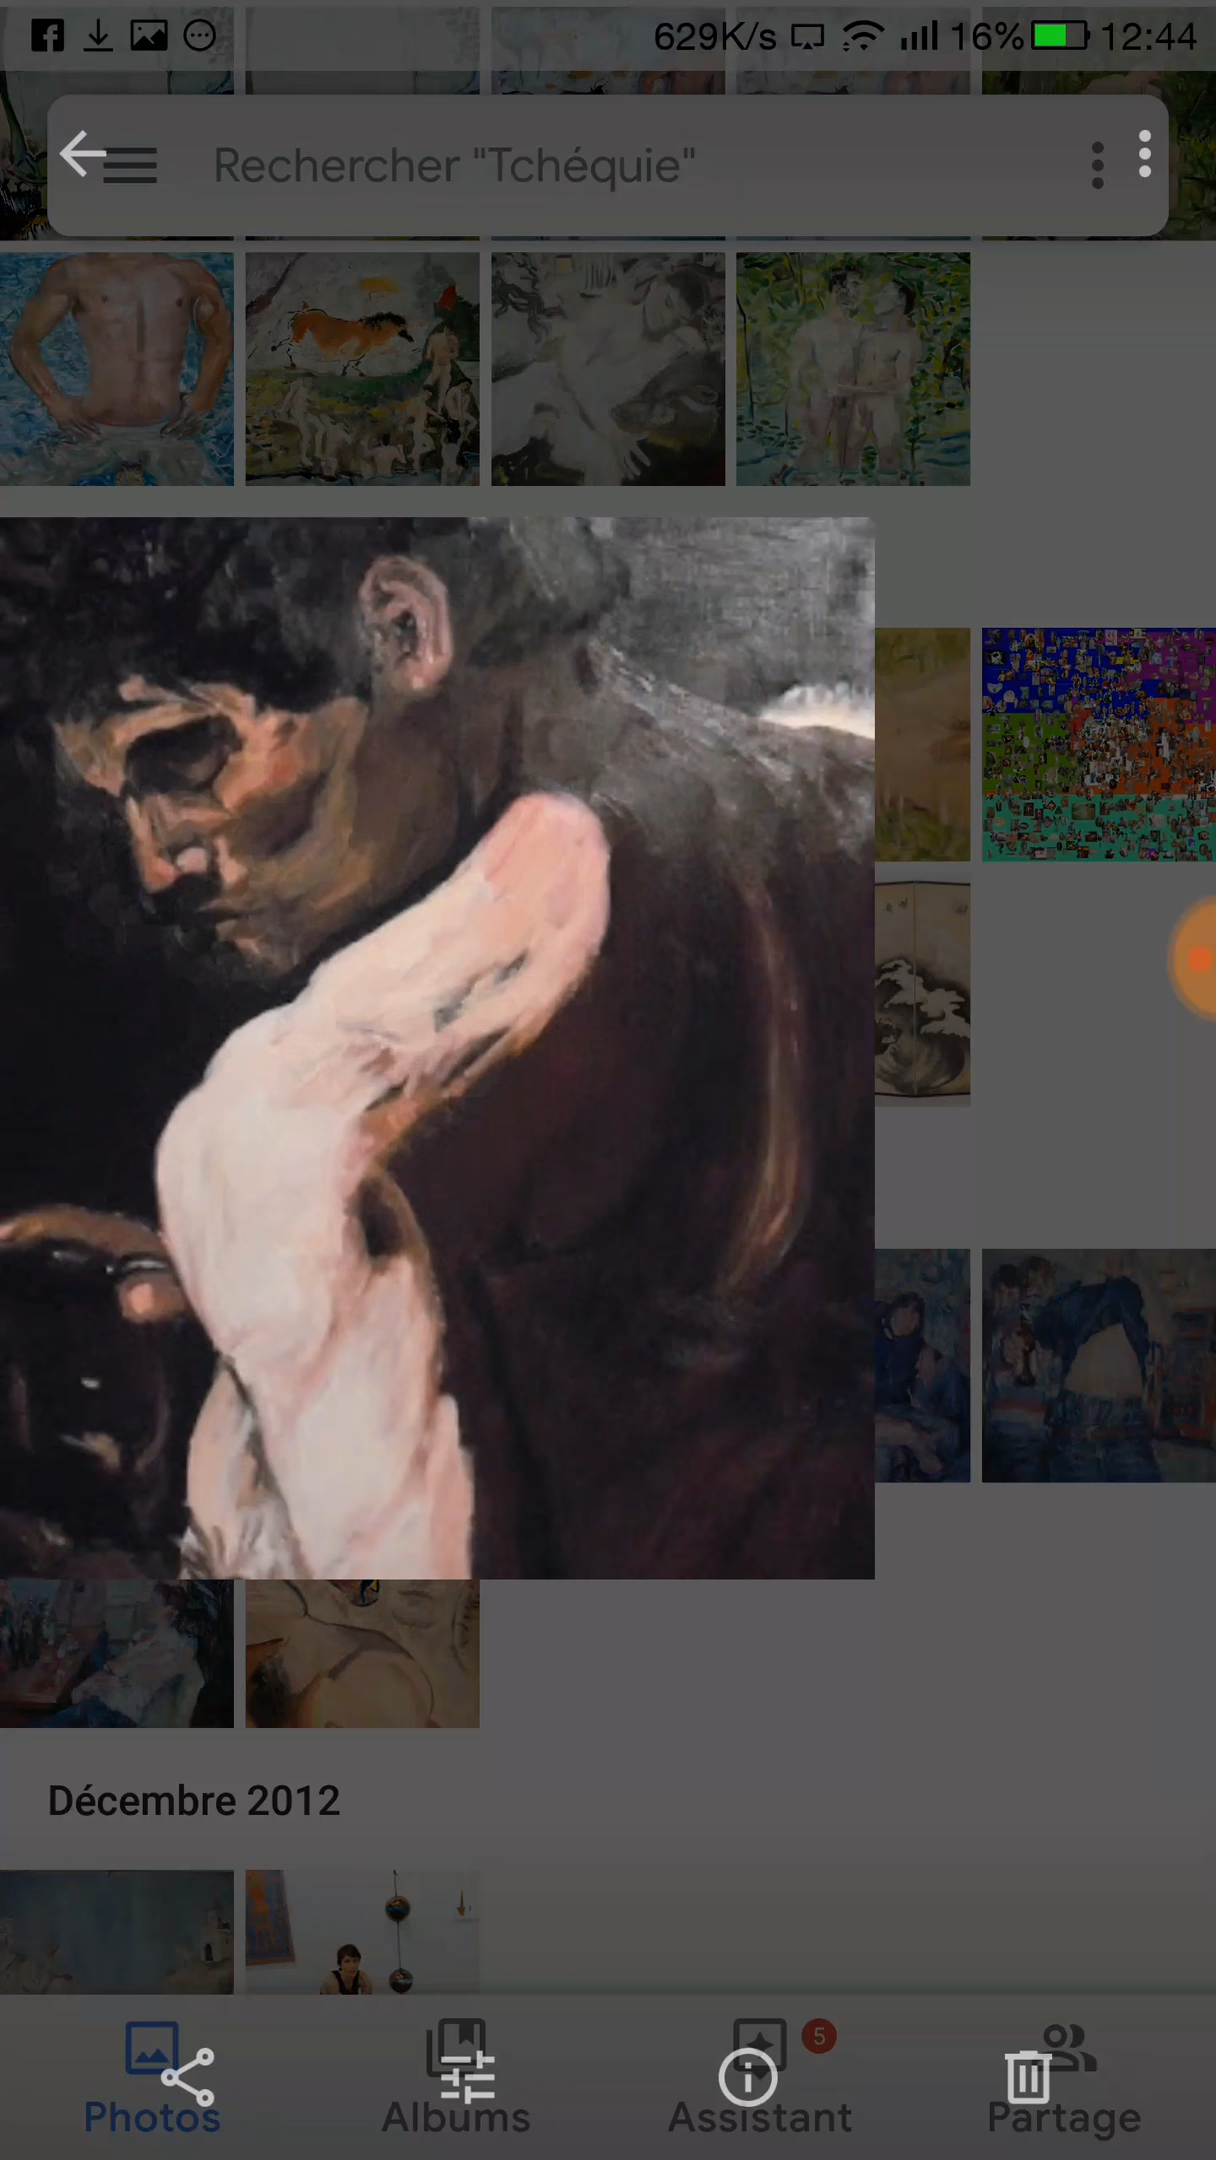 629K/s 16% 12:44
Rechercher "Tchéquie"
Décembre 2012
5
Photos Albums Assistant Partage